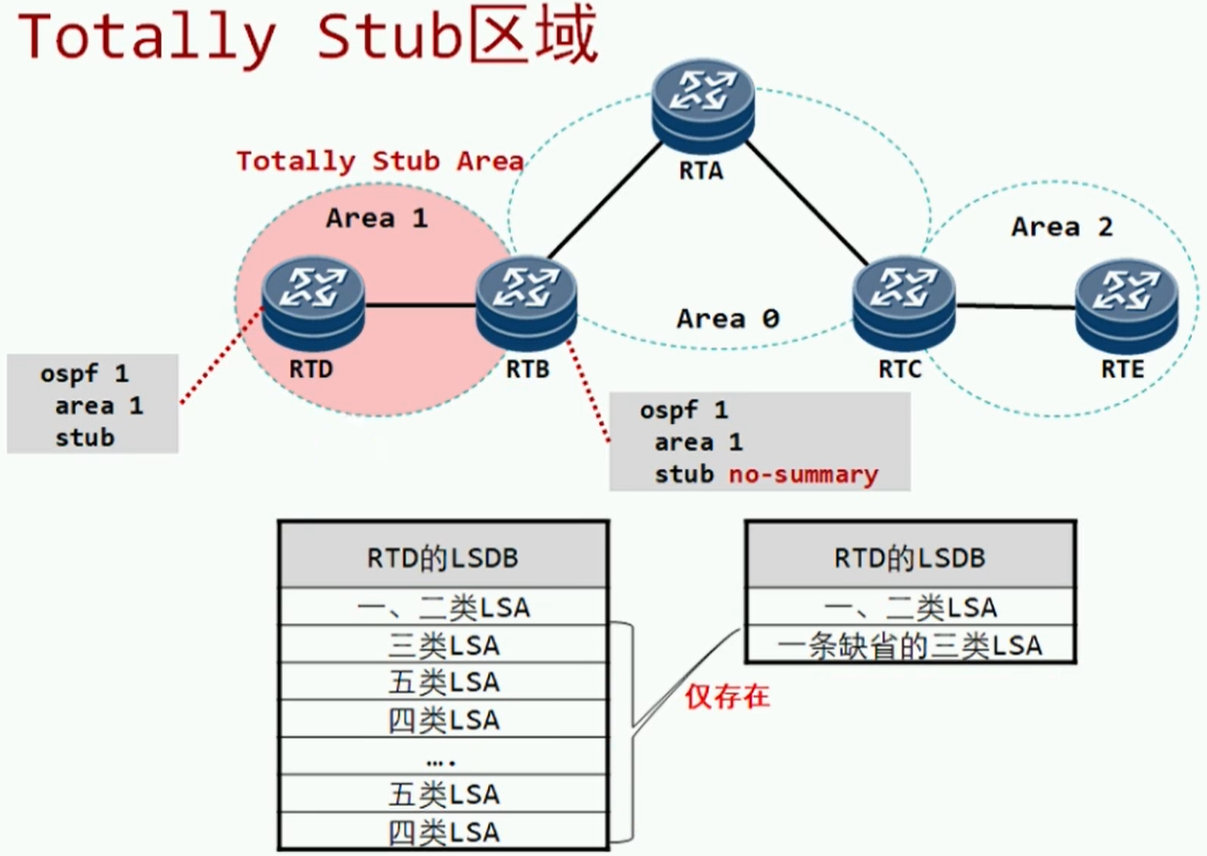 Totally Stub区域
RTA
Totally Stub Area
Area 1
Area 2
Area 0
RTD
RTB
RTC
RTE
ospf 1
area 1
stub
ospf 1
area 1
stub no-summary
RTD的LSDB
一、二类LSA
三类LSA
五类LSA
四类LSA
….
五类LSA
四类LSA
仅存在
RTD的LSDB
一、二类LSA
一条缺省的三类LSA